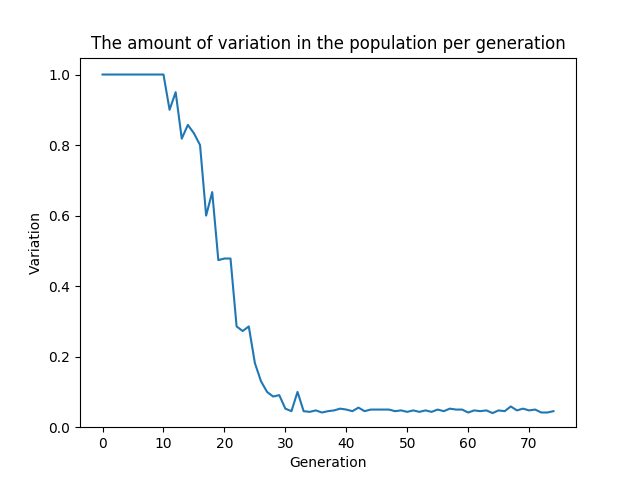 The amount of variation in the population per generation
1.0
0.8
0.6
0.4
0.2
0.0
Variation
0 10 20 30 40 50 60 70
Generation